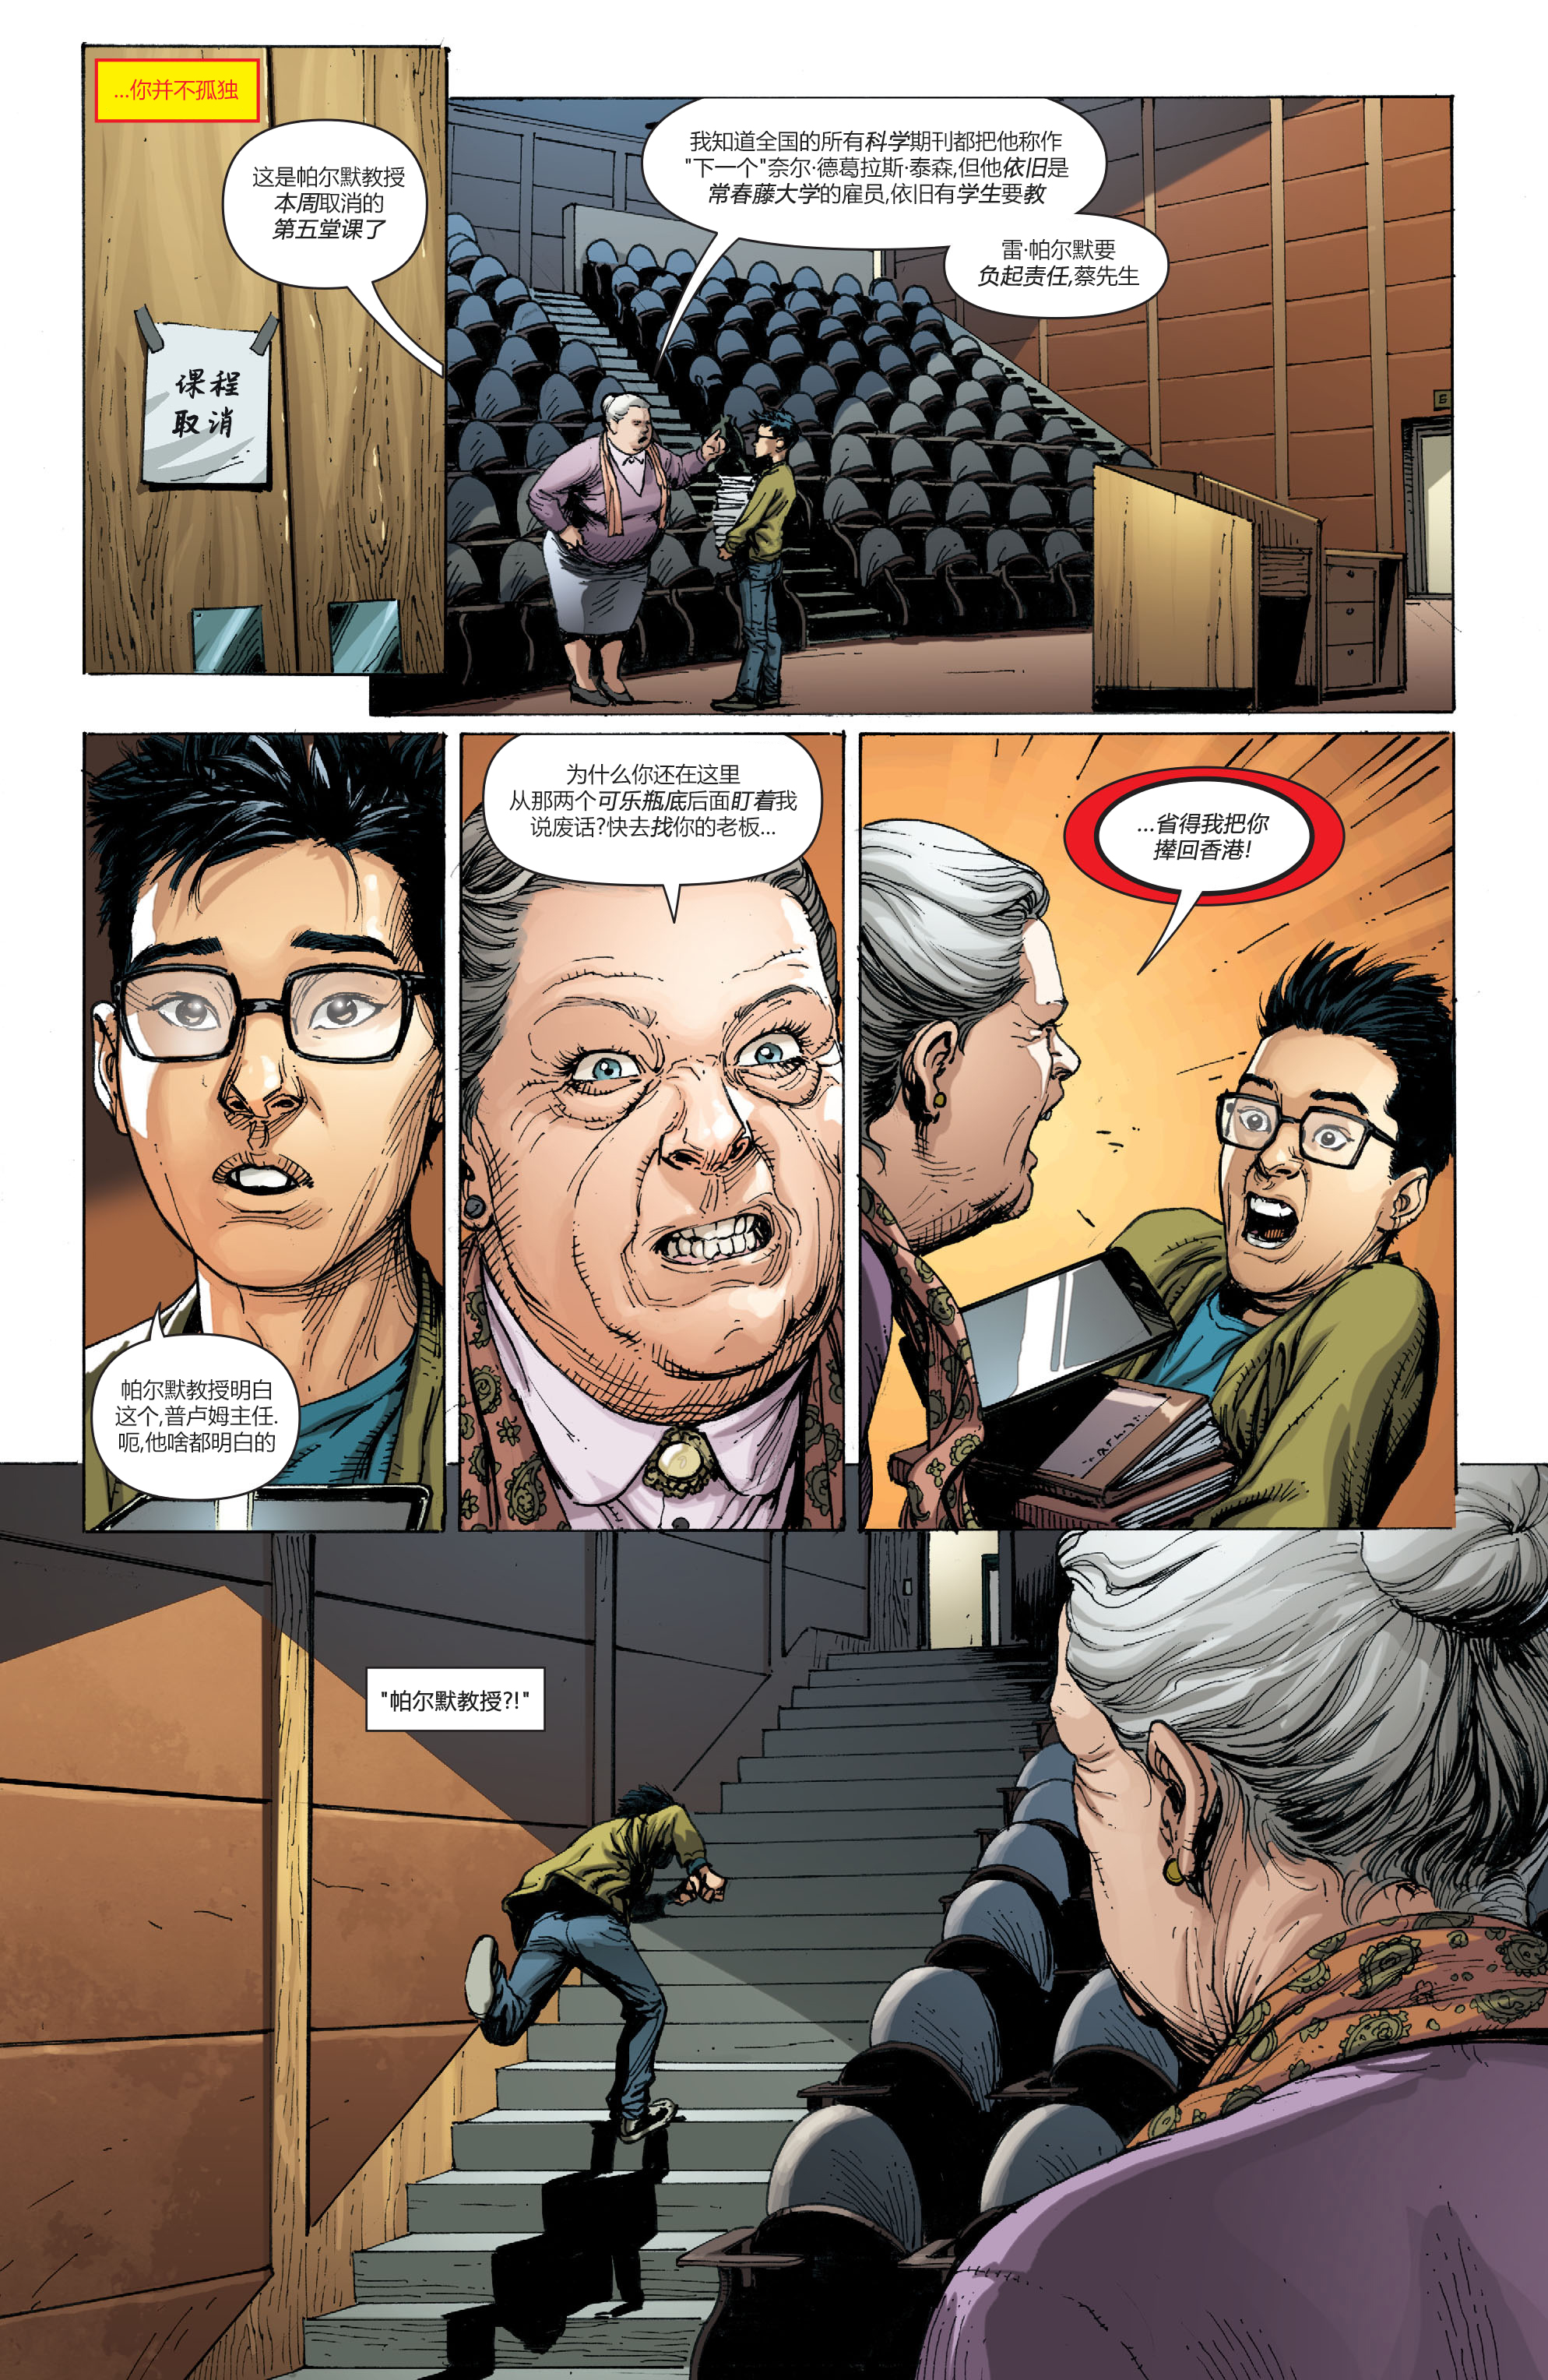 …你并不孤独
这是帕尔默教授
本周取消的
第五堂课了
课程
取消
我知道全国的所有科学期刊都把他称作
"下一个"奈尔·德葛拉斯·泰森,但他依旧是
常春藤大学的雇员,依旧有学生要教
雷·帕尔默要
负起责任,蔡先生
帕尔默教授明白
这个,普卢姆主任.
呃,他啥都明白的
为什么你还在这里
从那两个可乐瓶底后面盯着我
说废话?快去找你的老板…
…省得我把你
撵回香港!
"帕尔默教授?!"